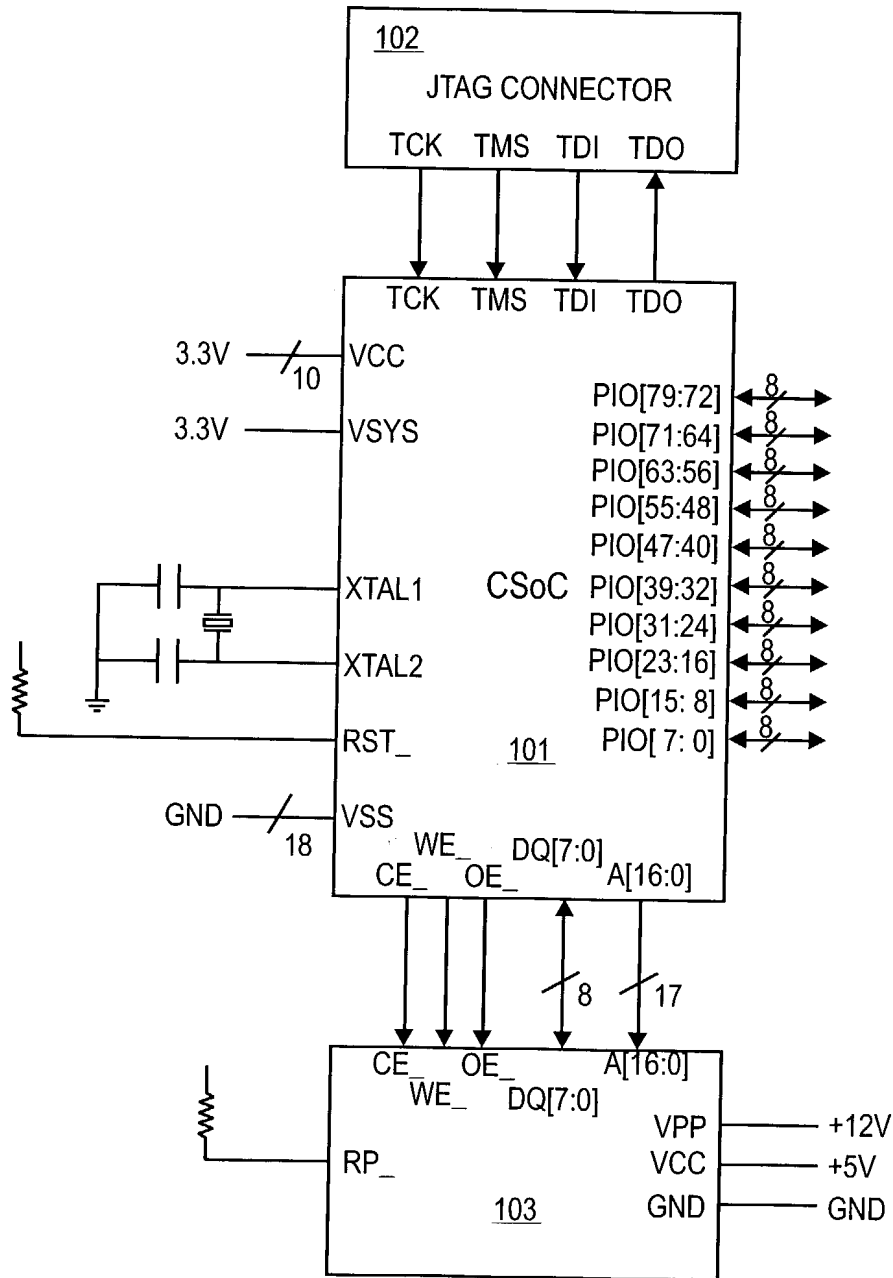 102
JTAG CONNECTOR
TCK TMS TDI TDO
TCK TMS TDI TDO
3.3V 10 VCC
3.3V VSYS
PIO[79:72] 8
PIO[71:64] 8
PIO[63:56] 8
PIO[55:48] 8
PIO[47:40] 8
XTAL1 CSoC PIO[39:32] 8
PIO[31:24] 8
XTAL2 PIO[23:16] 8
PIO[15: 8] 8
RST_ 101 PIO[ 7: 0] 8
GND 18 VSS
WE_ DQ[7:0]
CE_ OE_ A[16:0]
8 17
CE_ OE_ A[16:0]
WE_ DQ[7:0]
VPP +12V
RP_ VCC +5V
103 GND GND